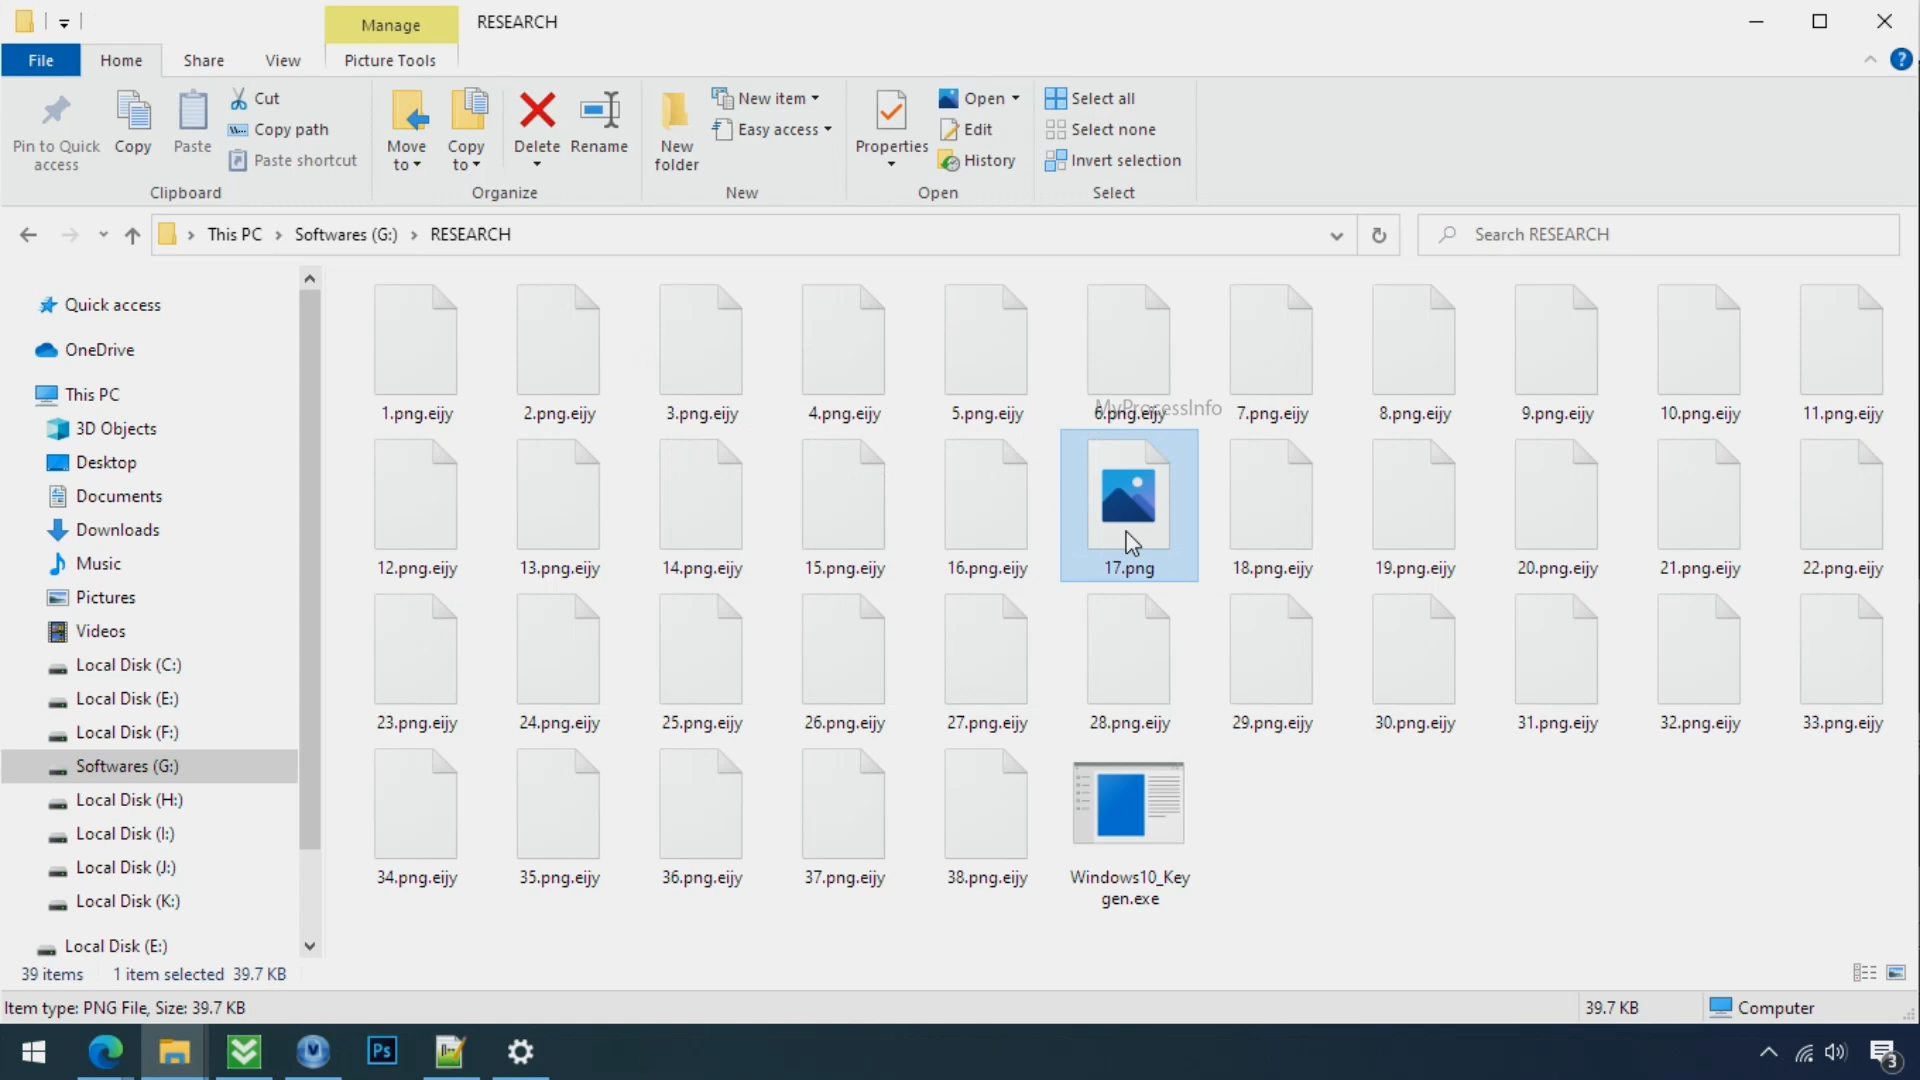 Manage
RESEARCH
File
Home
Share
View
Picture Tools
Pin to Quick
access
Copy
Paste
Cut
Copy path
Paste shortcut
Clipboard
Move
to
Copy
to
Delete
Rename
Organize
New
folder
New item
Easy access
New
Properties
Open
Edit
History
Open
Select all
Select none
Invert selection
Select
This PC
Softwares (G:)
RESEARCH
Search RESEARCH
Quick access
OneDrive
This PC
3D Objects
Desktop
Documents
Downloads
Music
Pictures
Videos
Local Disk (C:)
Local Disk (E:)
Local Disk (F:)
Softwares (G:)
Local Disk (H:)
Local Disk (I:)
Local Disk (J:)
Local Disk (K:)
Local Disk (E:)
1.png.eijy
2.png.eijy
3.png.eijy
4.png.eijy
5.png.eijy
6.png.eijy
MyProcessInfo
7.png.eijy
8.png.eijy
9.png.eijy
10.png.eijy
11.png.eijy
12.png.eijy
13.png.eijy
14.png.eijy
15.png.eijy
16.png.eijy
17.png
18.png.eijy
19.png.eijy
20.png.eijy
21.png.eijy
22.png.eijy
23.png.eijy
24.png.eijy
25.png.eijy
26.png.eijy
27.png.eijy
28.png.eijy
29.png.eijy
30.png.eijy
31.png.eijy
32.png.eijy
33.png.eijy
34.png.eijy
35.png.eijy
36.png.eijy
37.png.eijy
38.png.eijy
Windows10_Key
gen.exe
39 items
1 item selected 39.7 KB
Item type: PNG File, Size: 39.7 KB
39.7 KB
Computer
Ps
3